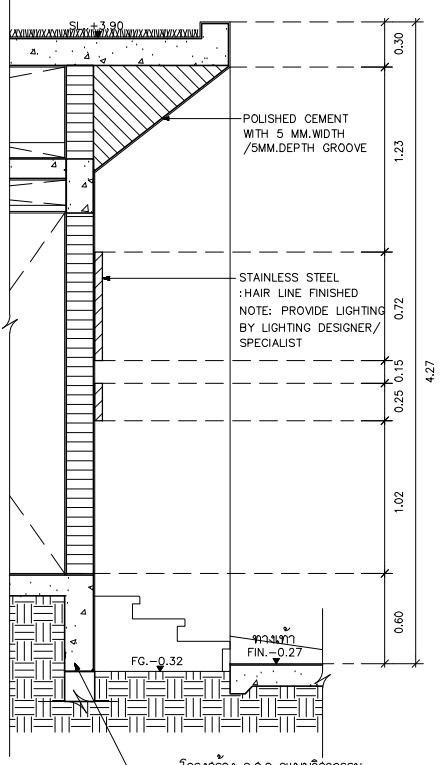 SL. +3.90
0.30
POLISHED CEMENT
WITH 5 MM.WIDTH
/5MM.DEPTH GROOVE
1.23
STAINLESS STEEL
:HAIR LINE FINISHED
NOTE: PROVIDE LIGHTING
BY LIGHTING DESIGNER/
SPECIALIST
0.72
0.15
0.25
4.27
1.02
0.60
ทางเท้า
FIN.-0.27
FG.-0.32